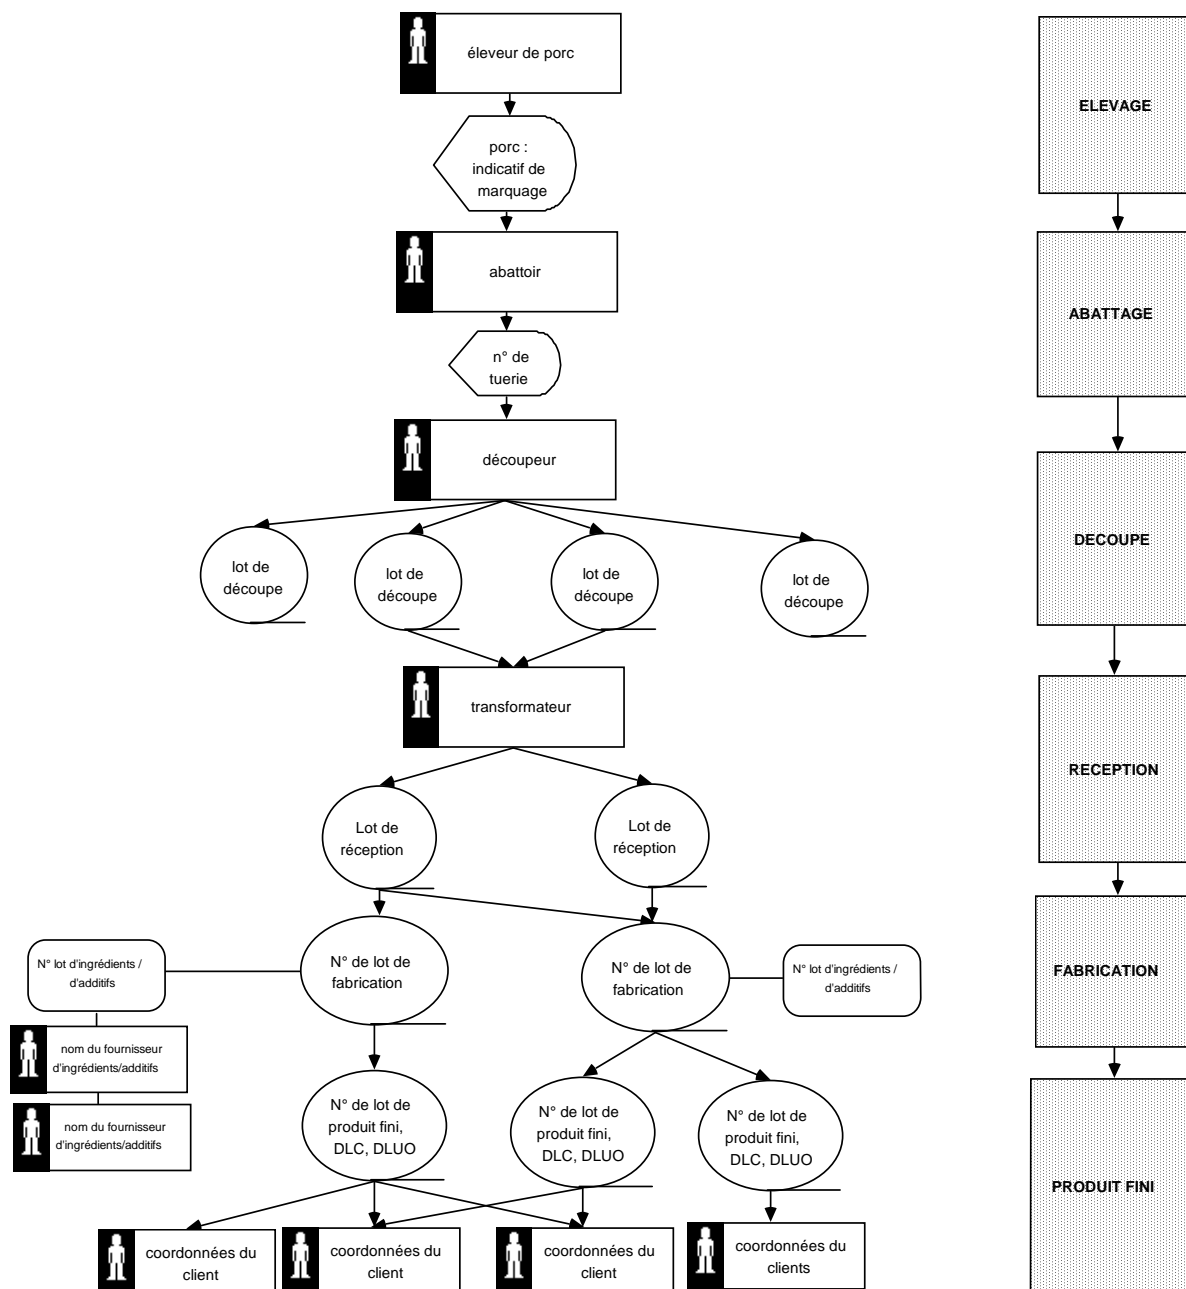 éleveur de porc
ELEVAGE
porc :
indicatif de
marquage
abattoir
ABATTAGE
n° de
tuerie
découpeur
DECOUPE
lot de
découpe
lot de
découpe
lot de
découpe
lot de
découpe
transformateur
RECEPTION
Lot de
réception
Lot de
réception
N° lot d'ingrédients /
d'additifs
N° de lot de
fabrication
N° de lot de
fabrication
N° lot d'ingrédients /
d'additifs
FABRICATION
nom du fournisseur
d'ingrédients/additifs
nom du fournisseur
d'ingrédients/additifs
N° de lot de
produit fini,
DLC, DLUO
N° de lot de
produit fini,
DLC, DLUO
N° de lot de
produit fini,
DLC, DLUO
PRODUIT FINI
coordonnées du
client
coordonnées du
client
coordonnées du
client
coordonnées du
clients